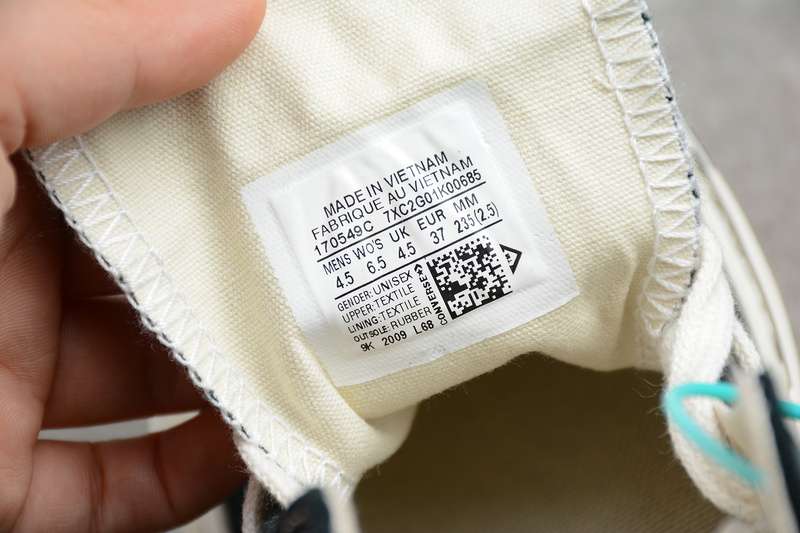 MADE IN VIETNAM
FABRIQUE AU VIETNAM
170549C 7XC2G01K00685
MENS WO'S UK EUR MM
4.5 6.5 4.5 37 235(2.5)
GENDER:UNISEX
UPPER:TEXTILE
LINING:TEXTILE
OUTSOLE:RUBBER
9K 2009 L68
CONVERSE